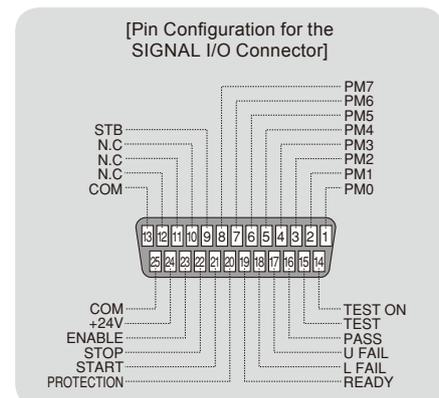 [Pin Configuration for the
SIGNAL I/O Connector]
PM7
PM6
PM5
PM4
PM3
PM2
PM1
PM0
STB
N.C
N.C
N.C
COM
13 12 11 10 9 8 7 6 5 4 3 2 1
25 24 23 22 21 20 19 18 17 16 15 14
COM
+24V
ENABLE
STOP
START
PROTECTION
TEST ON
TEST
PASS
U FAIL
L FAIL
READY